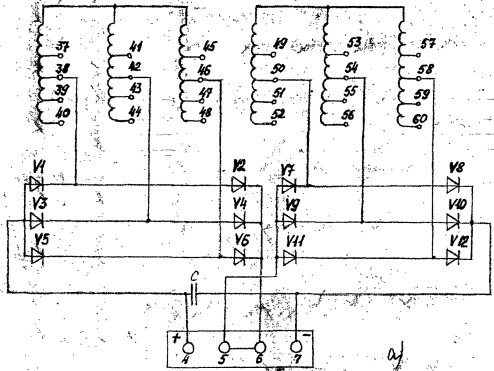 37 41 45 49 53 57
38 42 46 50 54 58
39 43 47 51 55 59
40 44 48 52 56 60
V1 V2 V7 V8
V3 V4 V9 V10
V5 V6 V11 V12
C
+ -
4 5 6 7
а)